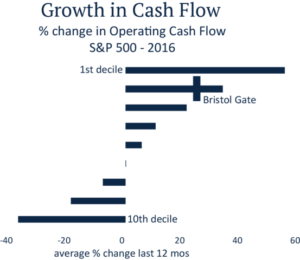 Growth in Cash Flow
% change in Operating Cash Flow
S&P 500 - 2016
1st decile
Bristol Gate
10th decile
-40 -20 0 20 40 60
average % change last 12 mos